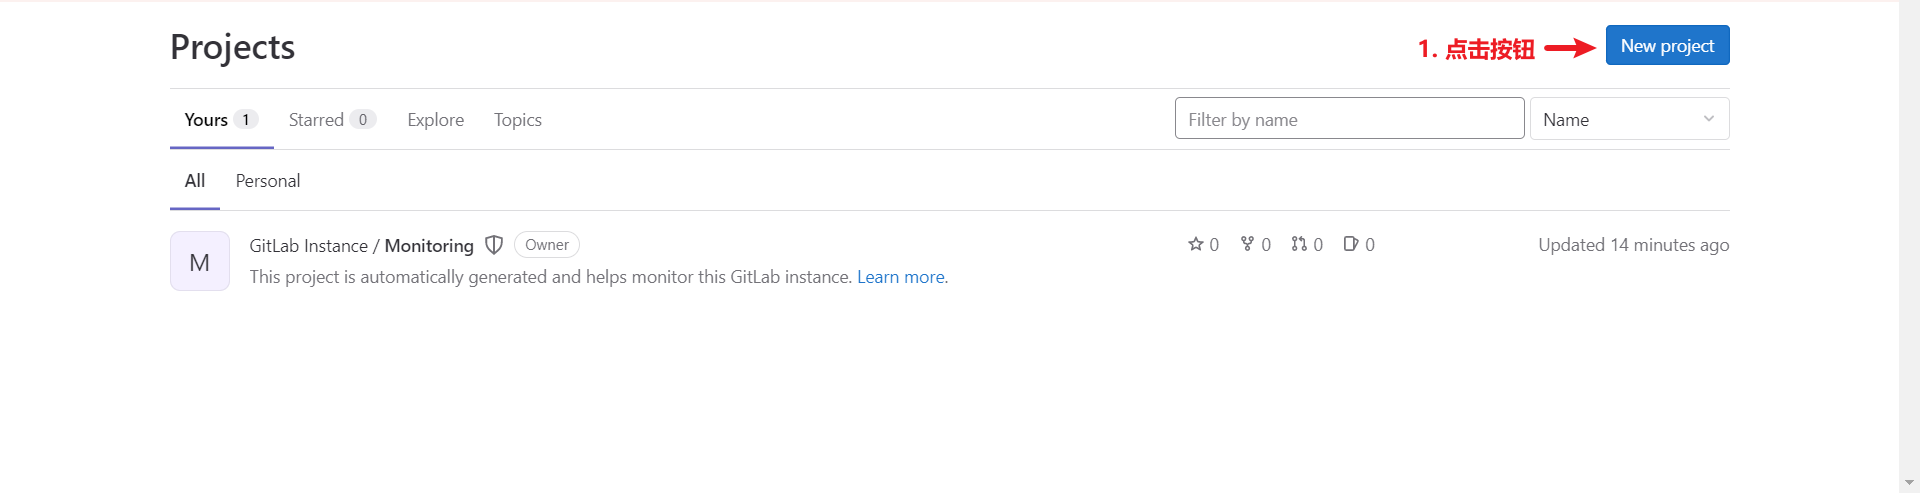 Projects
1. 点击按钮
New project
Yours 1
Starred 0
Explore
Topics
Filter by name
Name
All
Personal
M
GitLab Instance / Monitoring
Owner
0
0
0
0
Updated 14 minutes ago
This project is automatically generated and helps monitor this GitLab instance. Learn more.